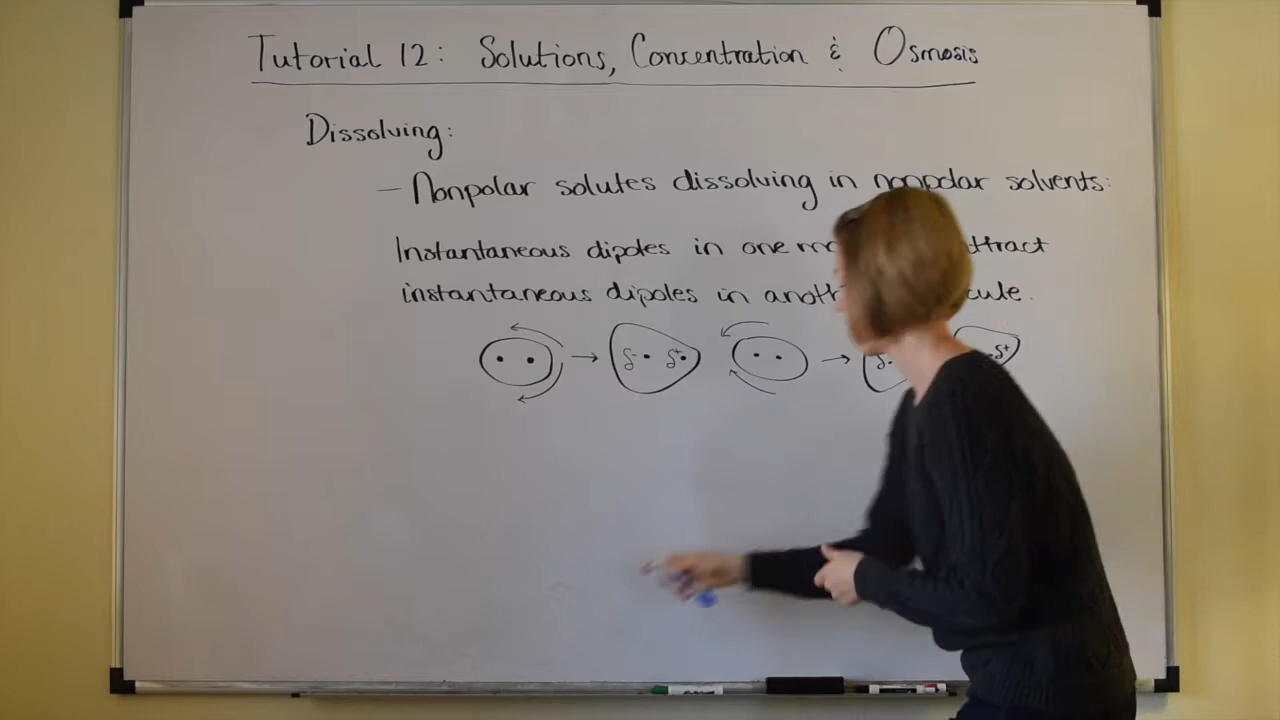 Tutorial 12: Solutions, Concentration & Osmosis
Dissolving:
- Nonpolar solutes dissolving in nonpolar solvents:
Instantaneous dipoles in one
instantaneous dipoles in
δ- δ+ δ- δ+